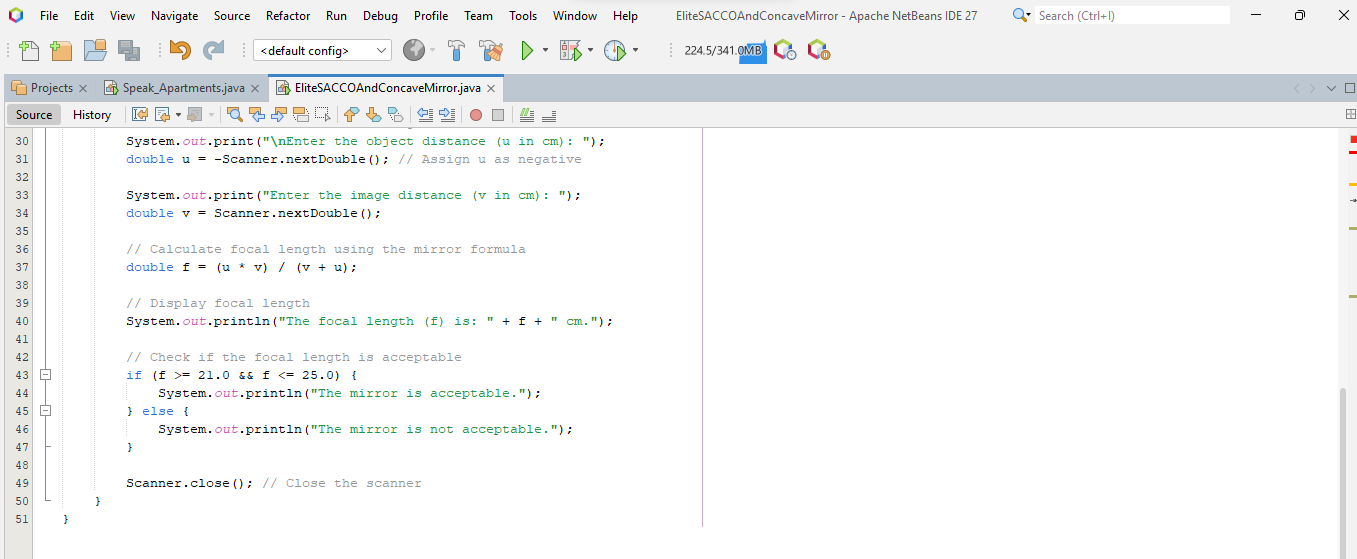 File Edit View Navigate Source Refactor Run Debug Profile Team Tools Window Help EliteSACCOAndConcaveMirror - Apache NetBeans IDE 27 Search (Ctrl+I)
<default config> 224.5/341.0MB
Projects Speak_Apartments.java EliteSACCOAndConcaveMirror.java
Source History
30 System.out.print("\nEnter the object distance (u in cm): ");
31 double u = -Scanner.nextDouble(); // Assign u as negative
32
33 System.out.print("Enter the image distance (v in cm): ");
34 double v = Scanner.nextDouble();
35
36 // Calculate focal length using the mirror formula
37 double f = (u * v) / (v + u);
38
39 // Display focal length
40 System.out.println("The focal length (f) is: " + f + " cm.");
41
42 // Check if the focal length is acceptable
43 if (f >= 21.0 && f <= 25.0) {
44 System.out.println("The mirror is acceptable.");
45 } else {
46 System.out.println("The mirror is not acceptable.");
47 }
48
49 Scanner.close(); // Close the scanner
50 }
51 }